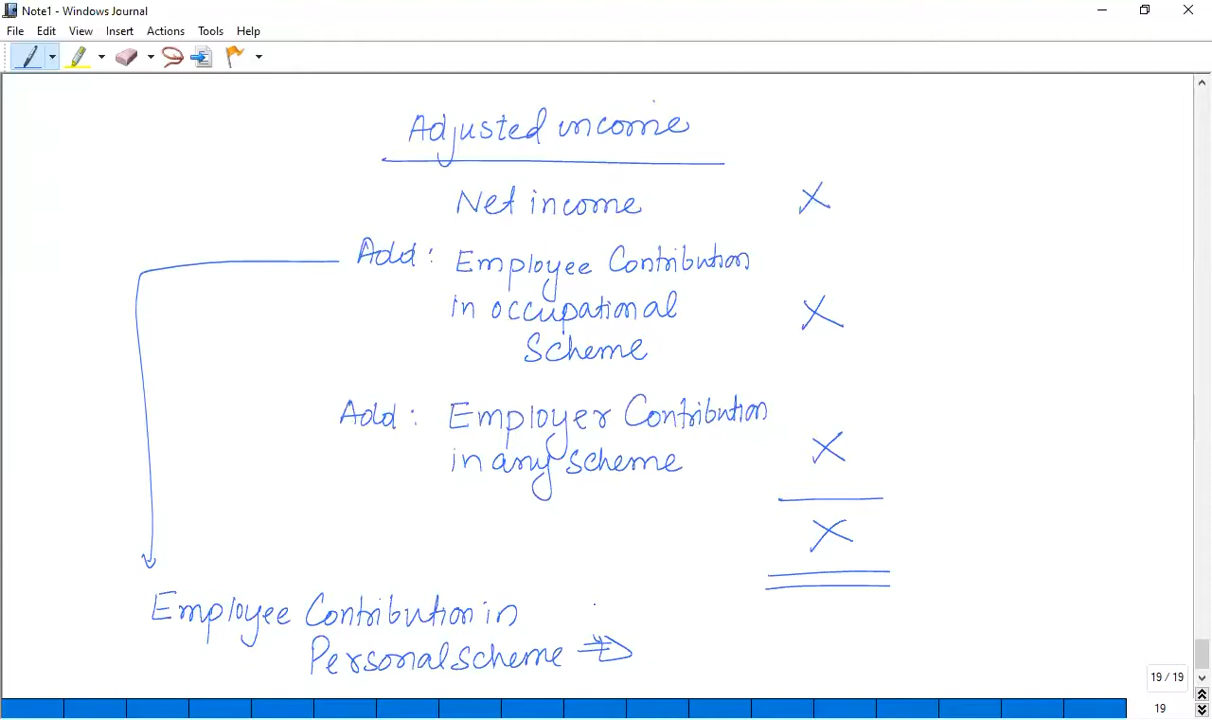 Note1 - Windows Journal
File Edit View Insert Actions Tools Help
Adjusted income
Net income X
Add: Employee Contribution
in occupational X
Scheme
Add: Employer Contribution
in any scheme X
X
Employee Contribution in
Personal scheme ⇒
19 / 19
19